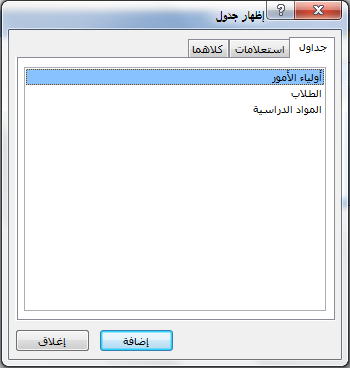 إظهار جدول
جداول استعلامات كلاهما
أولياء الأمور
الطلاب
المواد الدراسية
إضافة إغلاق